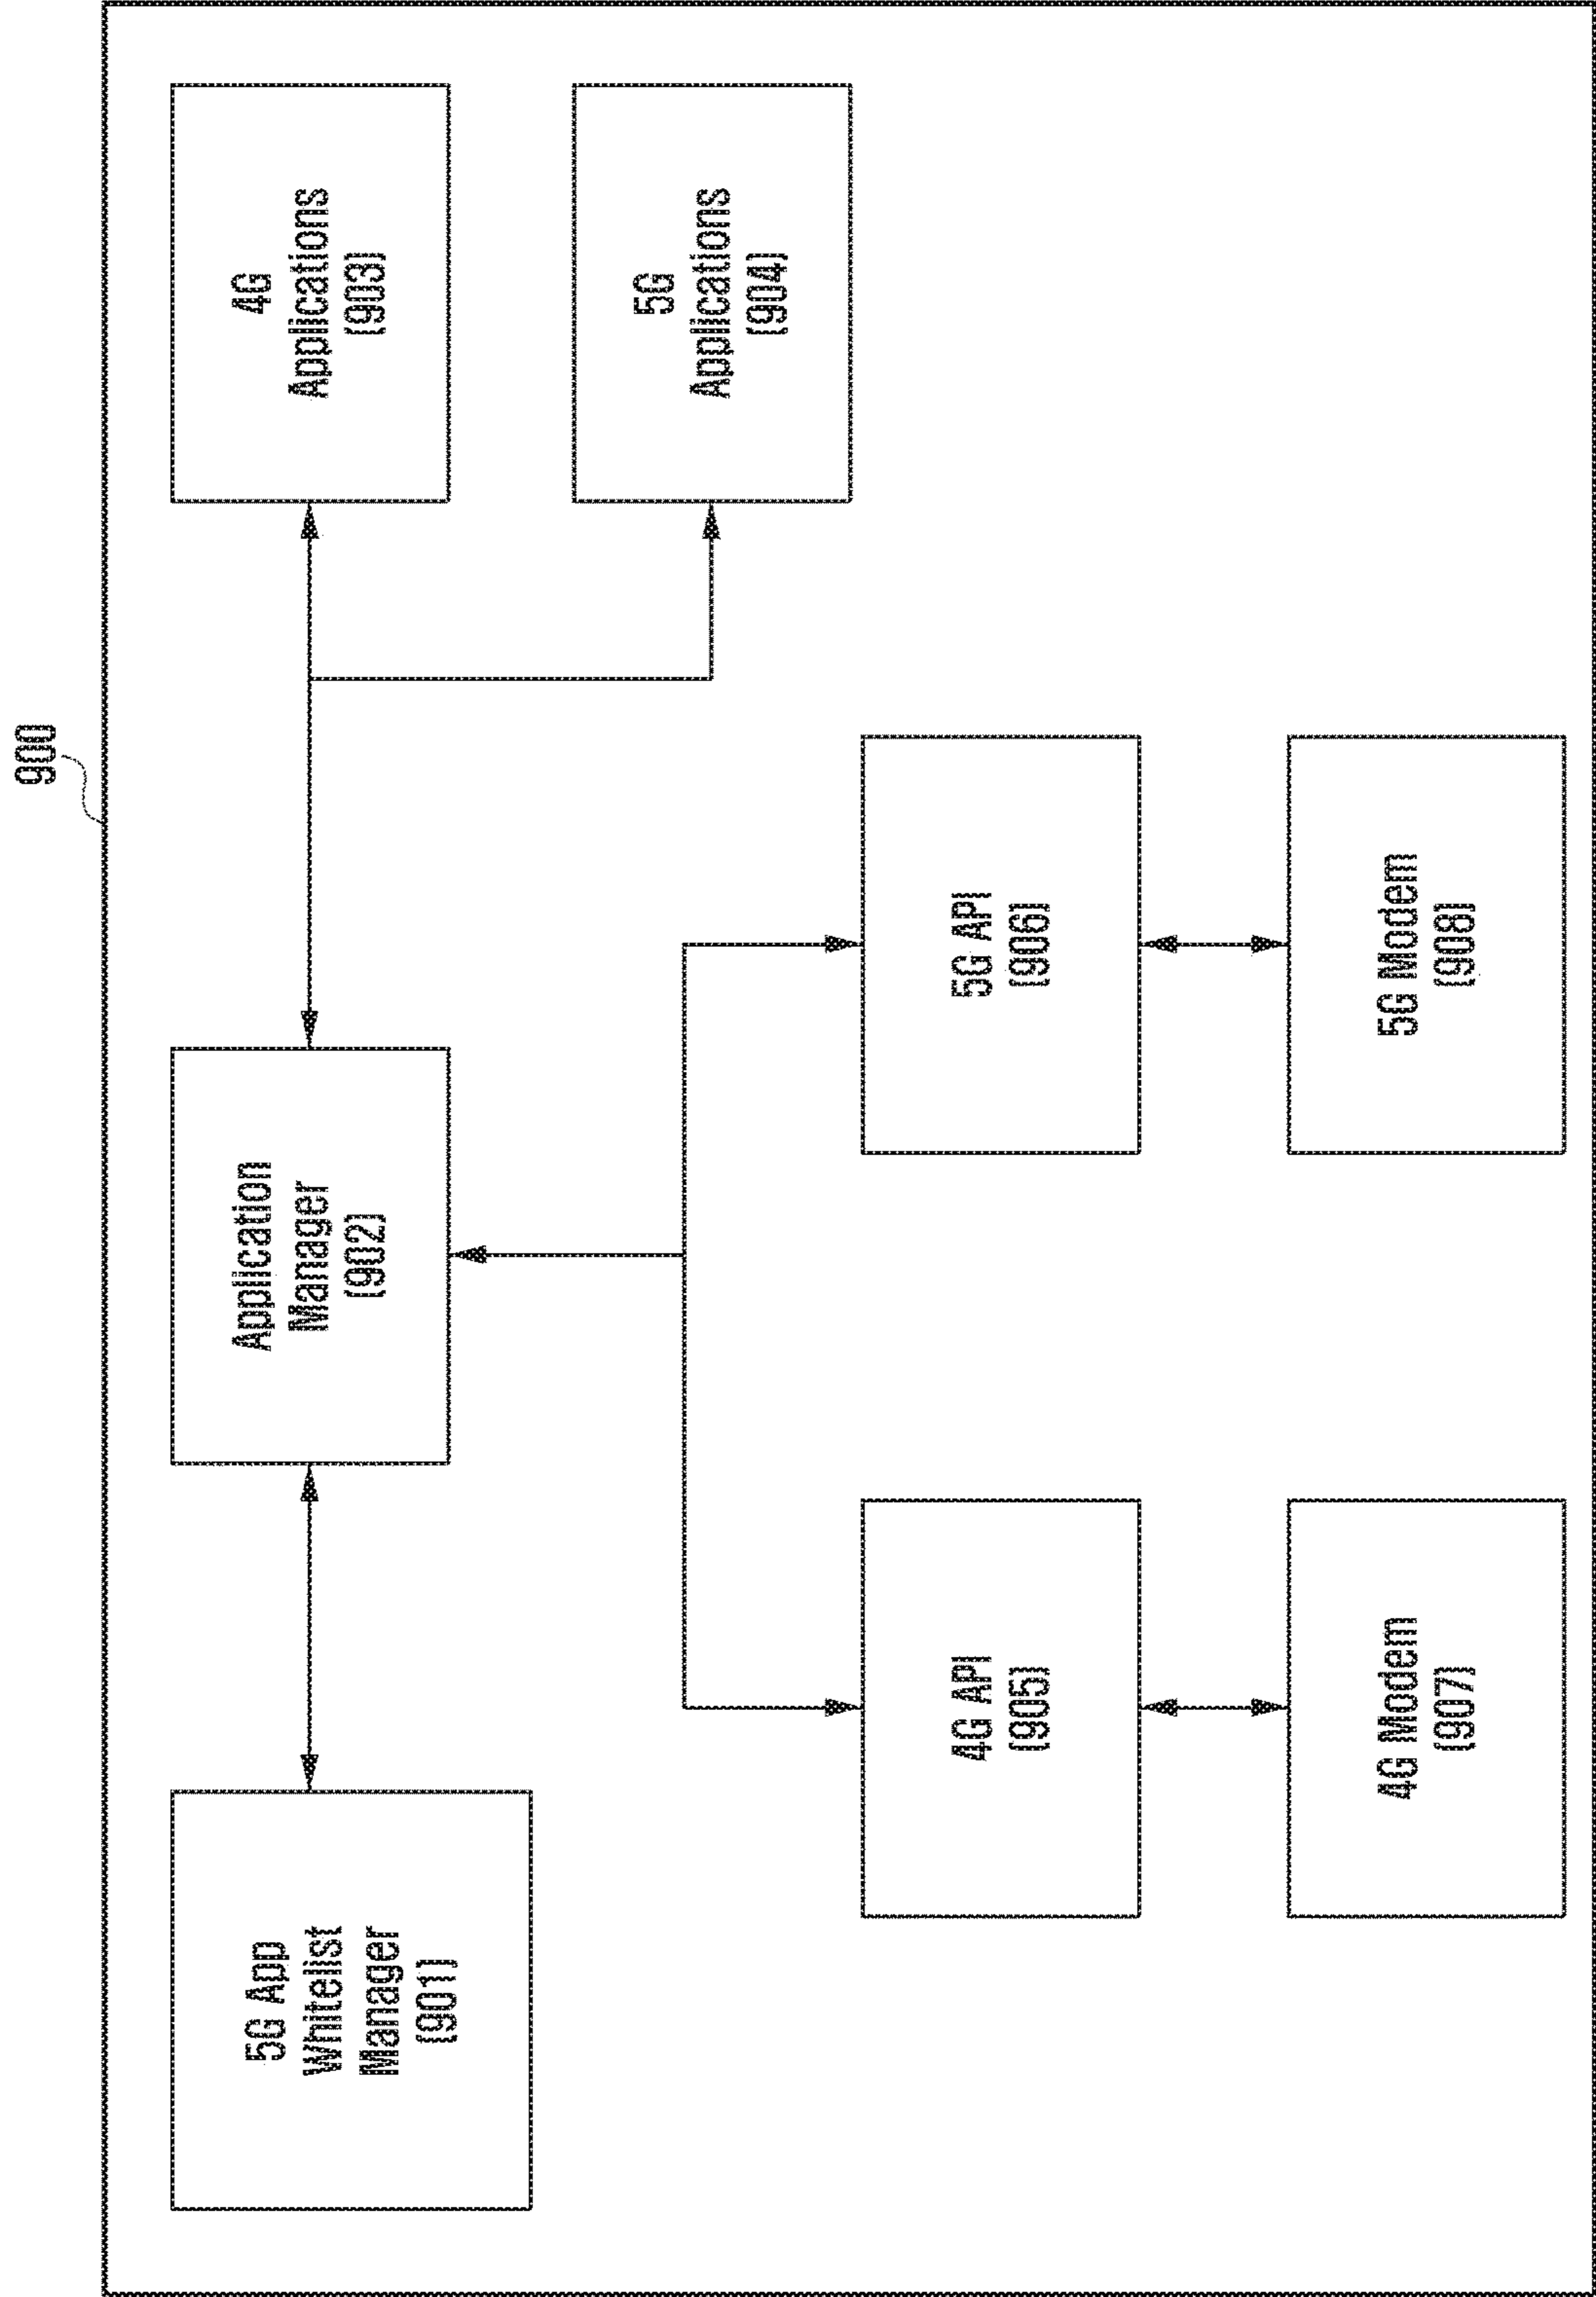 900
5G App
Whitelist
Manager
(901)
Application
Manager
(902)
4G
Applications
(903)
5G
Applications
(904)
4G API
(905)
5G API
(906)
4G Modem
(907)
5G Modem
(908)